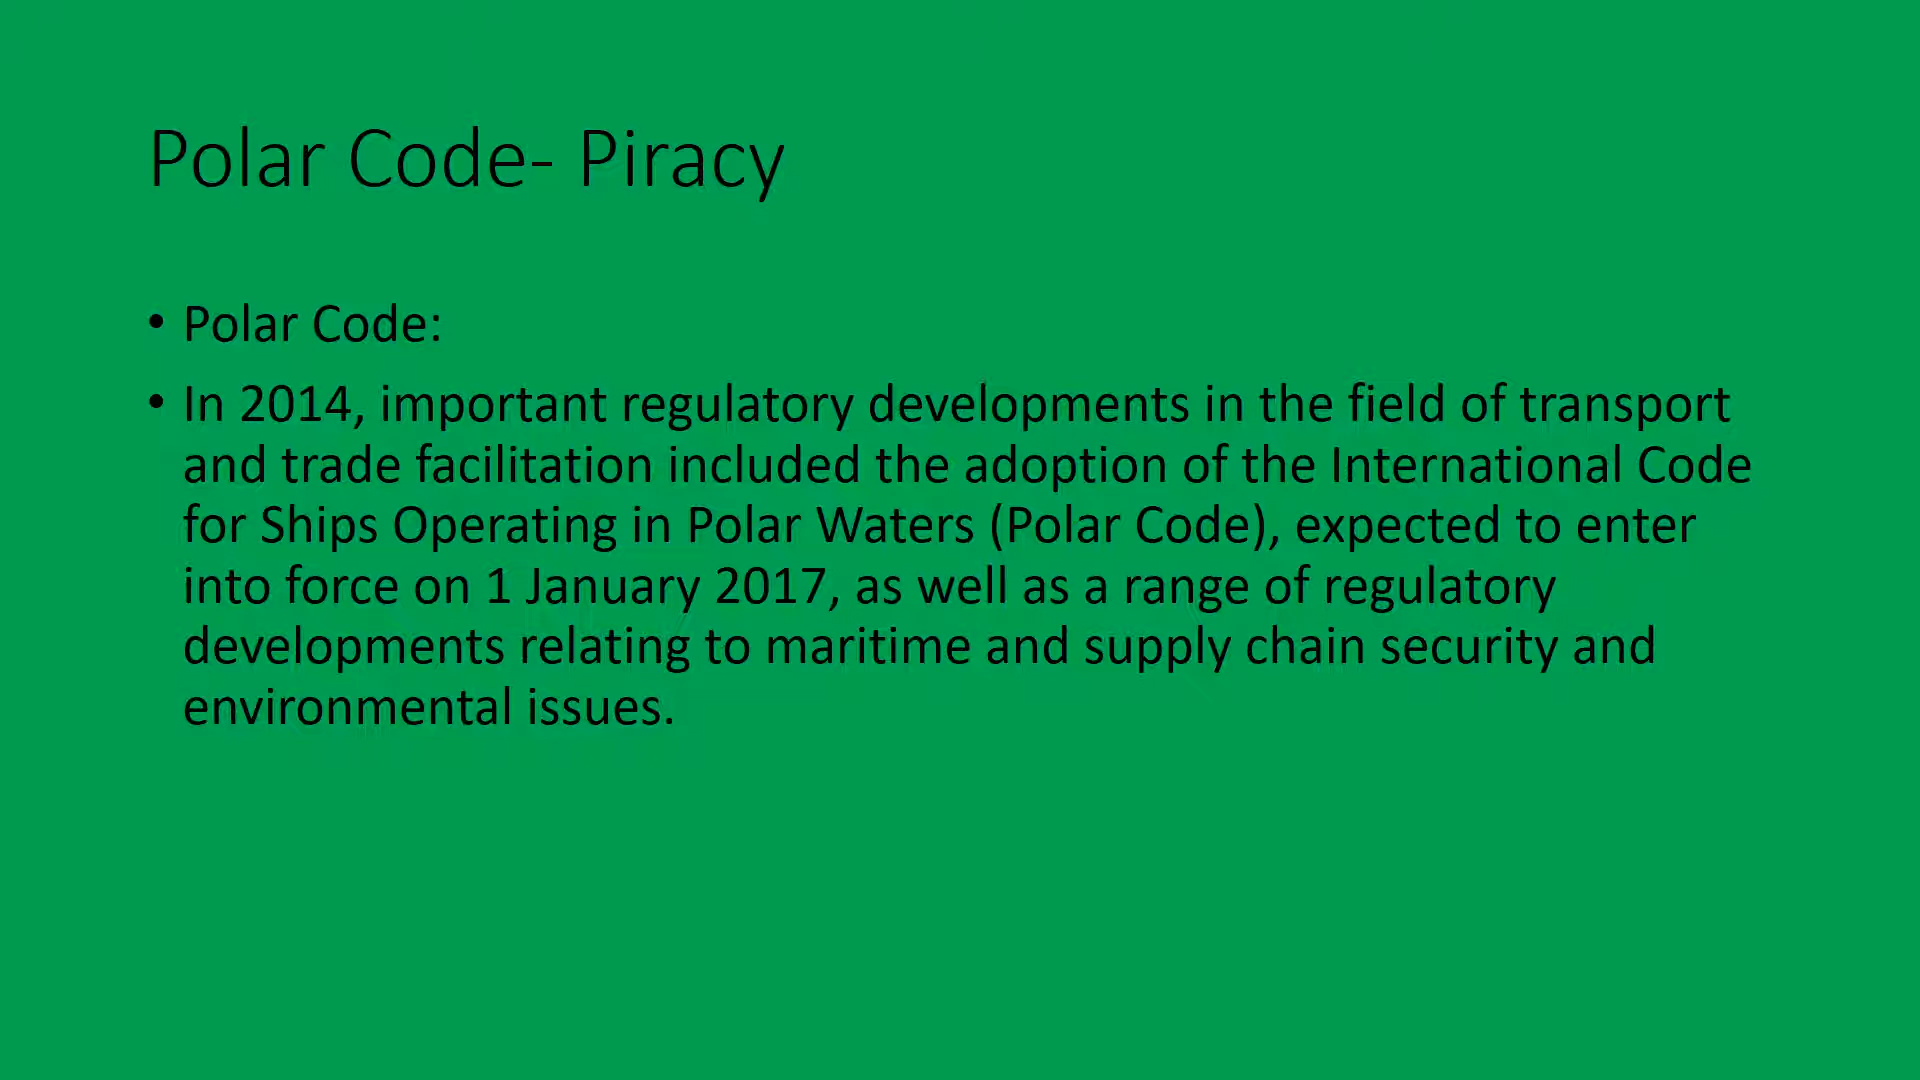 Polar Code- Piracy
• Polar Code:
• In 2014, important regulatory developments in the field of transport
and trade facilitation included the adoption of the International Code
for Ships Operating in Polar Waters (Polar Code), expected to enter
into force on 1 January 2017, as well as a range of regulatory
developments relating to maritime and supply chain security and
environmental issues.